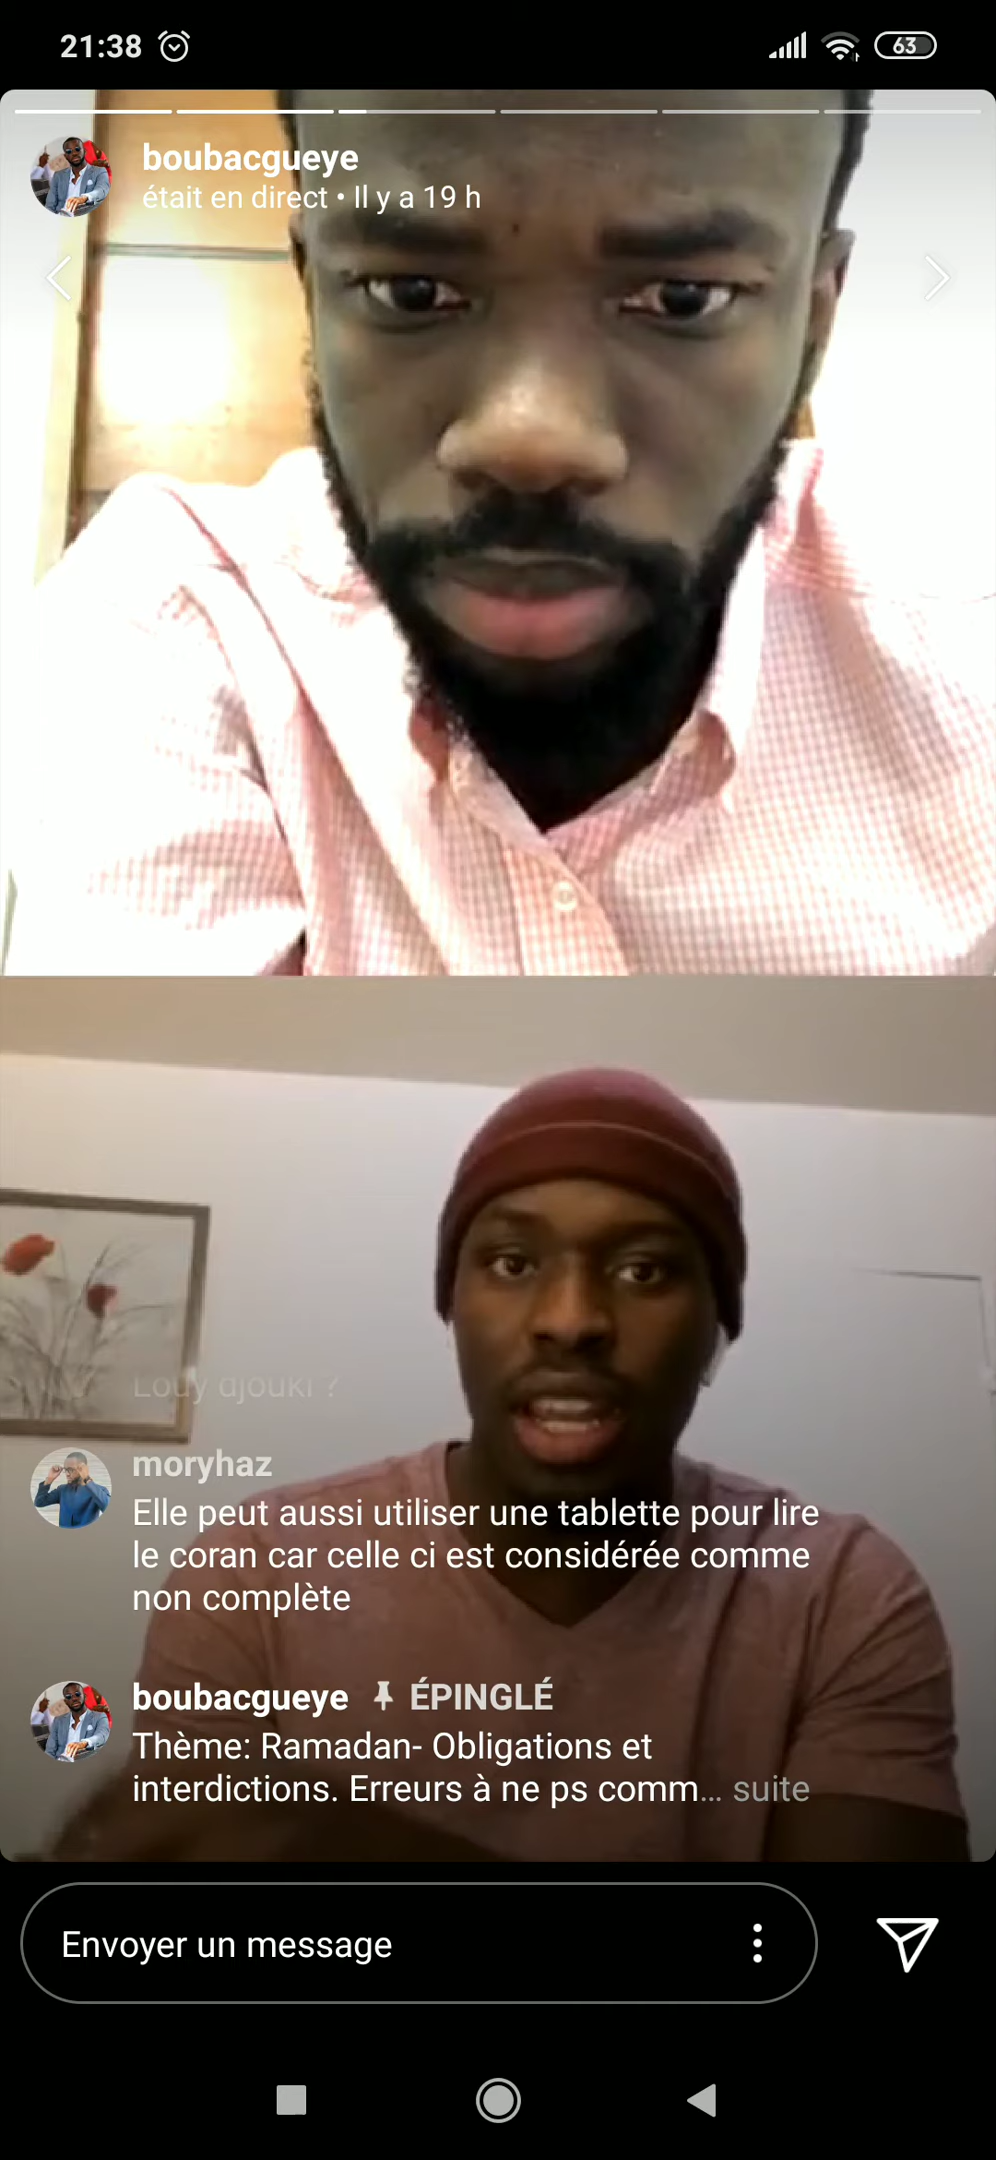 21:38
63
boubacgueye
était en direct • Il y a 19 h
Louy djouki ?
moryhaz
Elle peut aussi utiliser une tablette pour lire
le coran car celle ci est considérée comme
non complète
boubacgueye ÉPINGLÉ
Thème: Ramadan- Obligations et
interdictions. Erreurs à ne ps comm... suite
Envoyer un message